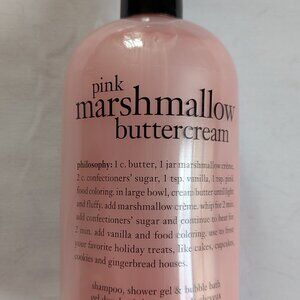 pink
marshmallow
buttercream
philosophy: 1 c. butter, 1 jar marshmallow crème,
2 c. confectioners' sugar, 1 tsp. vanilla, 1 tsp. pink
food coloring. in large bowl, cream butter until light
and fluffy. add marshmallow crème. whip for 2 min.
add confectioners' sugar and continue to beat for
2 min. add vanilla and food coloring. use to frost
your favorite holiday treats, like cakes, cupcakes,
cookies and gingerbread houses.
shampoo, shower gel & bubble bath